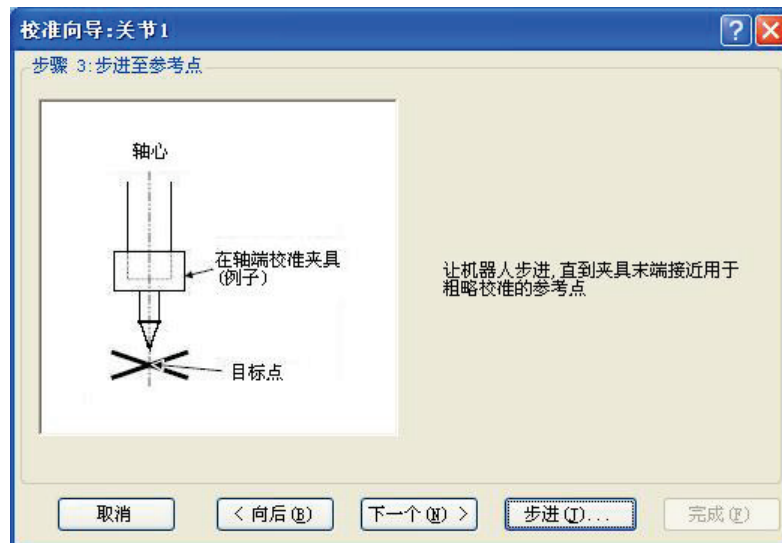 校准向导:关节1
步骤 3:步进至参考点
轴心
在轴端校准夹具
(例子)
目标点
让机器人步进,直到夹具末端接近用于
粗略校准的参考点
取消
< 向后(B)
下一个(N) >
步进(J)...
完成(F)